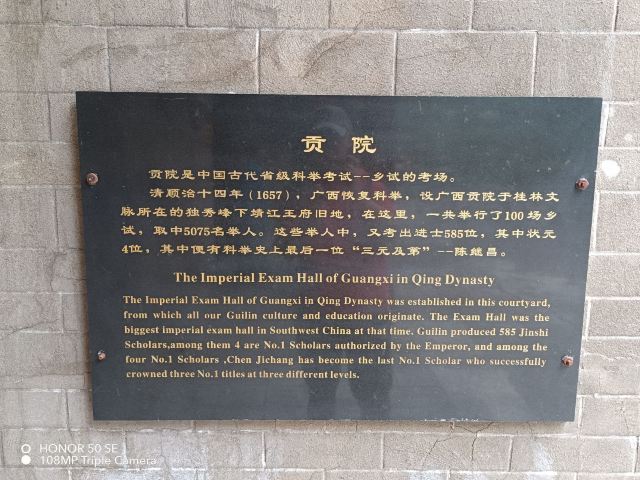 贡院
贡院是中国古代省级科举考试--乡试的考场。
清顺治十四年（1657），广西恢复科举，设广西贡院于桂林文
脉所在的独秀峰下靖江王府旧地，在这里，一共举行了100场乡
试，取中5075名举人。这些举人中，又考出进士585位，其中状元
4位，其中便有科举史上最后一位“三元及第”--陈继昌。
The Imperial Exam Hall of Guangxi in Qing Dynasty
The Imperial Exam Hall of Guangxi in Qing Dynasty was established in this courtyard,
from which all our Guilin culture and education originate. The Exam Hall was the
biggest imperial exam hall in Southwest China at that time. Guilin produced 585 Jinshi
Scholars,among them 4 are No.1 Scholars authorized by the Emperor, and among the
four No.1 Scholars ,Chen Jichang has become the last No.1 Scholar who successfully
crowned three No.1 titles at three different levels.
HONOR 50 SE
108MP Triple Camera